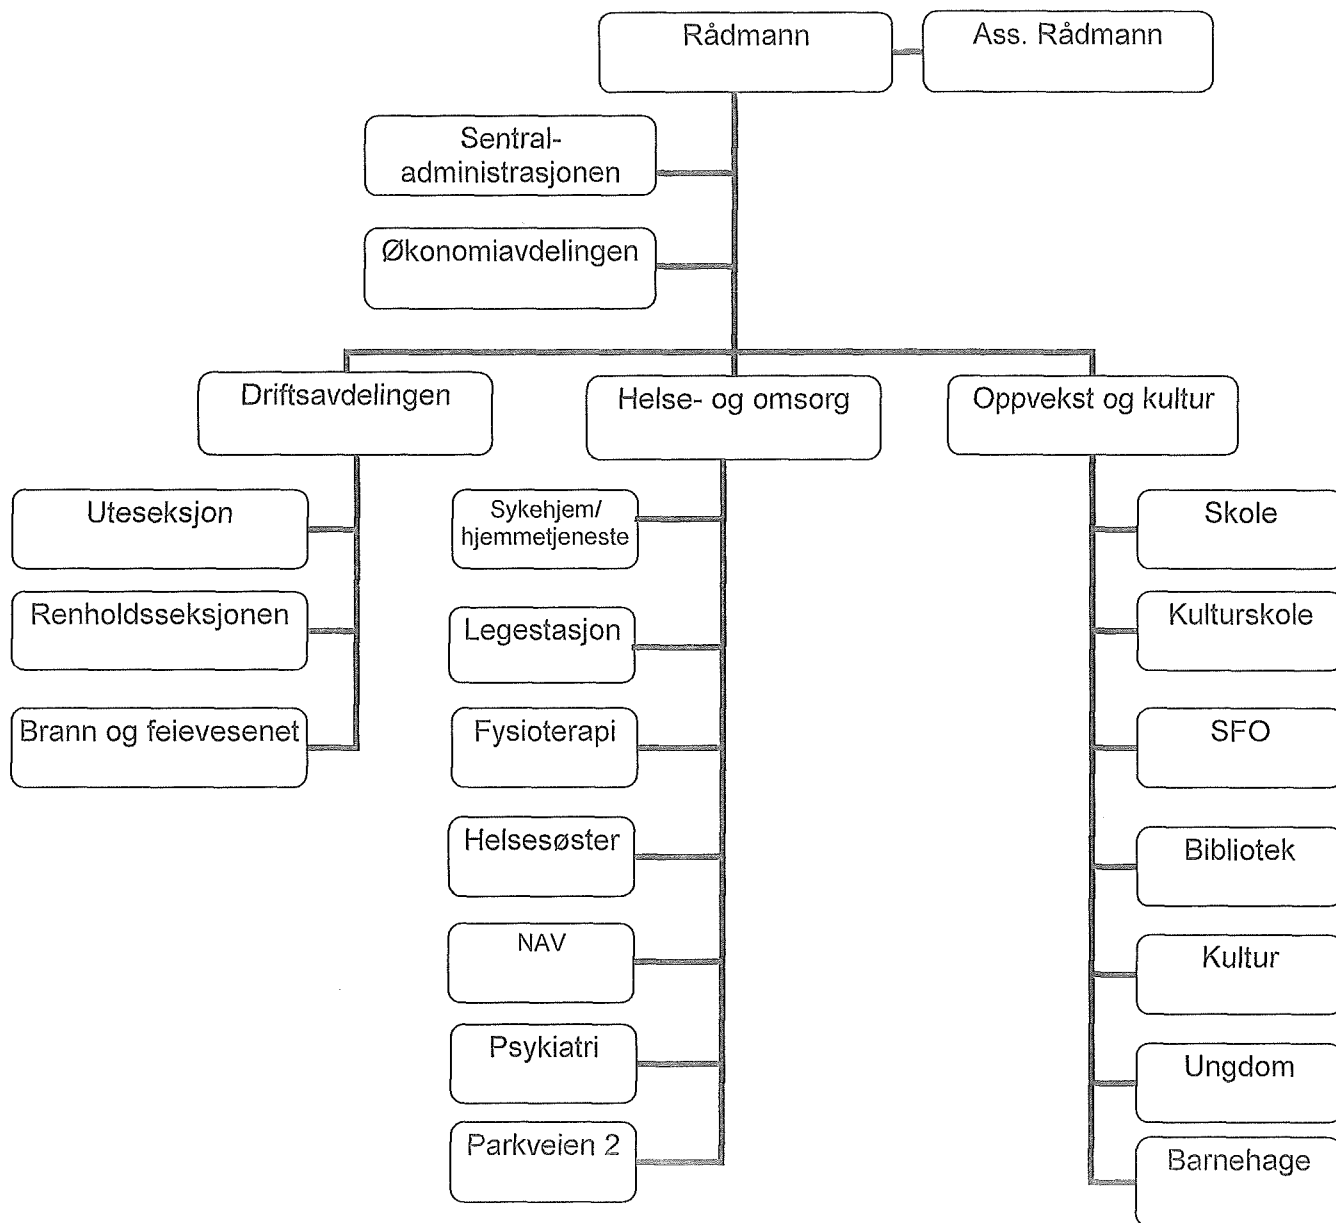 Rådmann
Ass. Rådmann
Sentral-
administrasjonen
Økonomiavdelingen
Driftsavdelingen
Helse- og omsorg
Oppvekst og kultur
Uteseksjon
Renholdsseksjonen
Brann og feievesenet
Sykehjem/
hjemmetjeneste
Legestasjon
Fysioterapi
Helsesøster
NAV
Psykiatri
Parkveien 2
Skole
Kulturskole
SFO
Bibliotek
Kultur
Ungdom
Barnehage